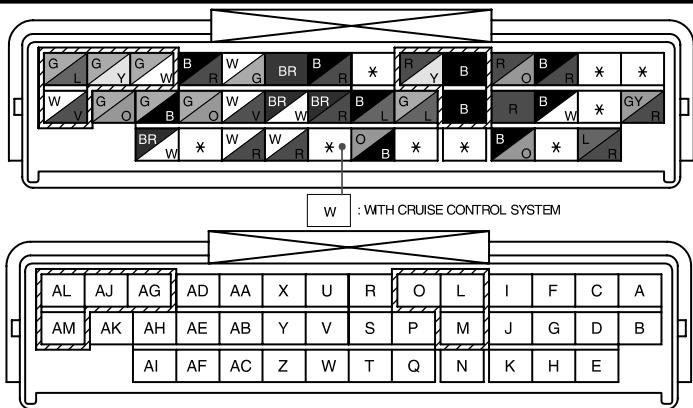 G L G Y G W B R W G BR B R * R Y B R O B R * *
W V G O G B G O W V BR W BR R B L G L B R B W * GY R
BR W * W R W R * O B * * B O * L R
W : WITH CRUISE CONTROL SYSTEM
AL AJ AG AD AA X U R O L I F C A
AM AK AH AE AB Y V S P M J G D B
AI AF AC Z W T Q N K H E